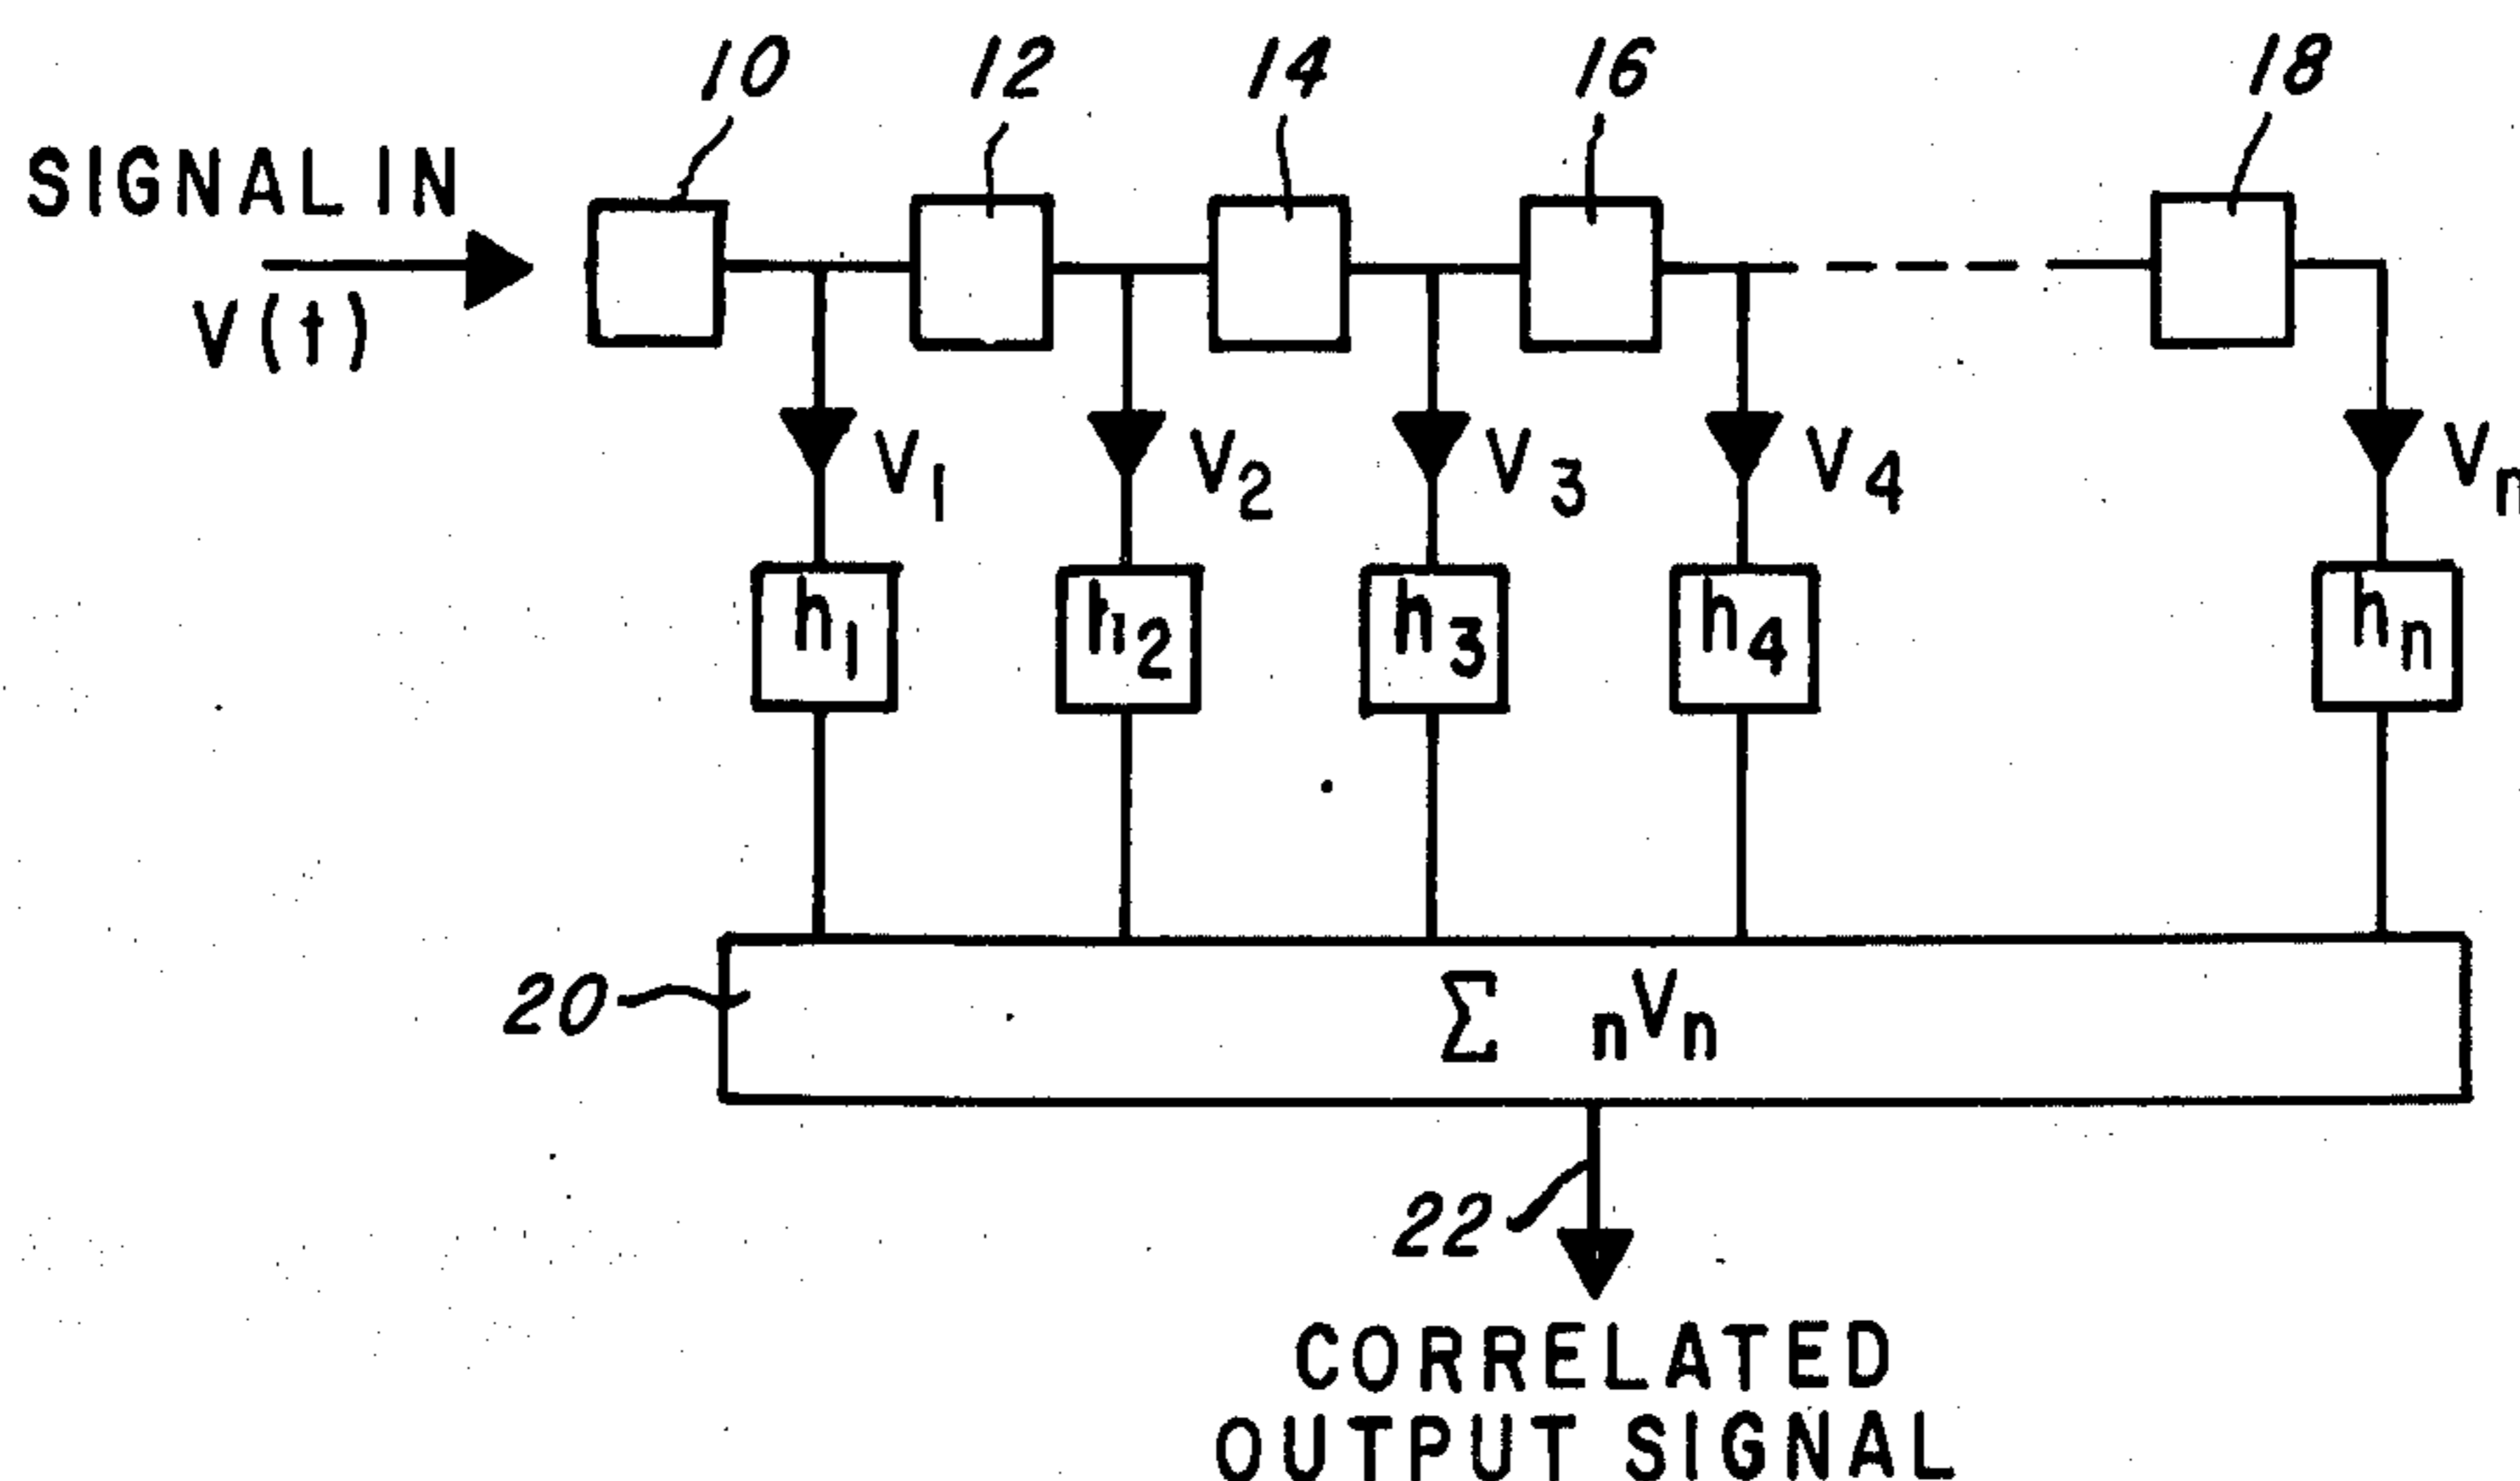 10 12 14 16 18
SIGNAL IN
V(t)
V1 V2 V3 V4 Vn
h1 h2 h3 h4 hn
20
Σ nVn
22
CORRELATED
OUTPUT SIGNAL